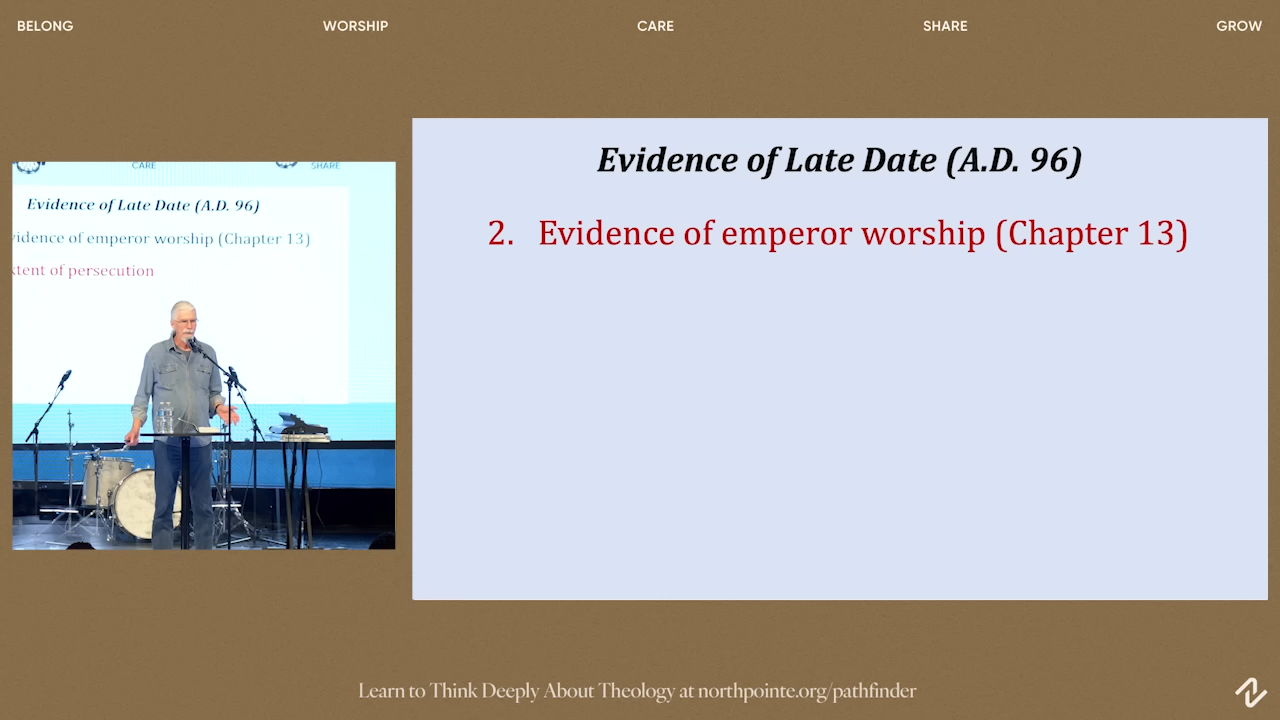 BELONG
WORSHIP
CARE
SHARE
GROW
Evidence of Late Date (A.D. 96)
2. Evidence of emperor worship (Chapter 13)
CARE
SHARE
Evidence of Late Date (A.D. 96)
idence of emperor worship (Chapter 13)
tent of persecution
Learn to Think Deeply About Theology at northpointe.org/pathfinder